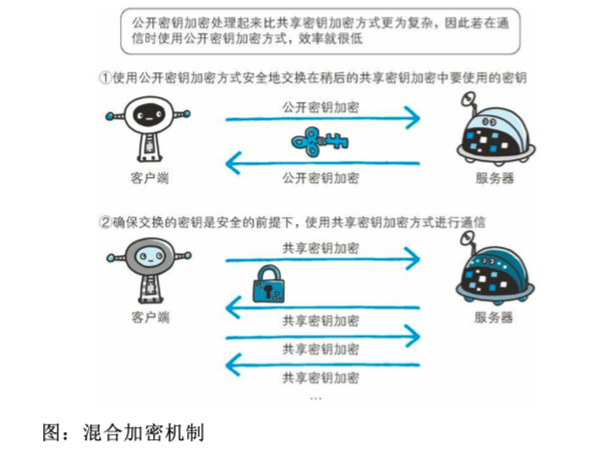 公开密钥加密处理起来比共享密钥加密方式更为复杂，因此若在通
信时使用公开密钥加密方式，效率就很低
①使用公开密钥加密方式安全地交换在稍后的共享密钥加密中要使用的密钥
公开密钥加密
公开密钥加密
客户端
服务器
②确保交换的密钥是安全的前提下，使用共享密钥加密方式进行通信
共享密钥加密
共享密钥加密
客户端
服务器
共享密钥加密
共享密钥加密
...
图：混合加密机制